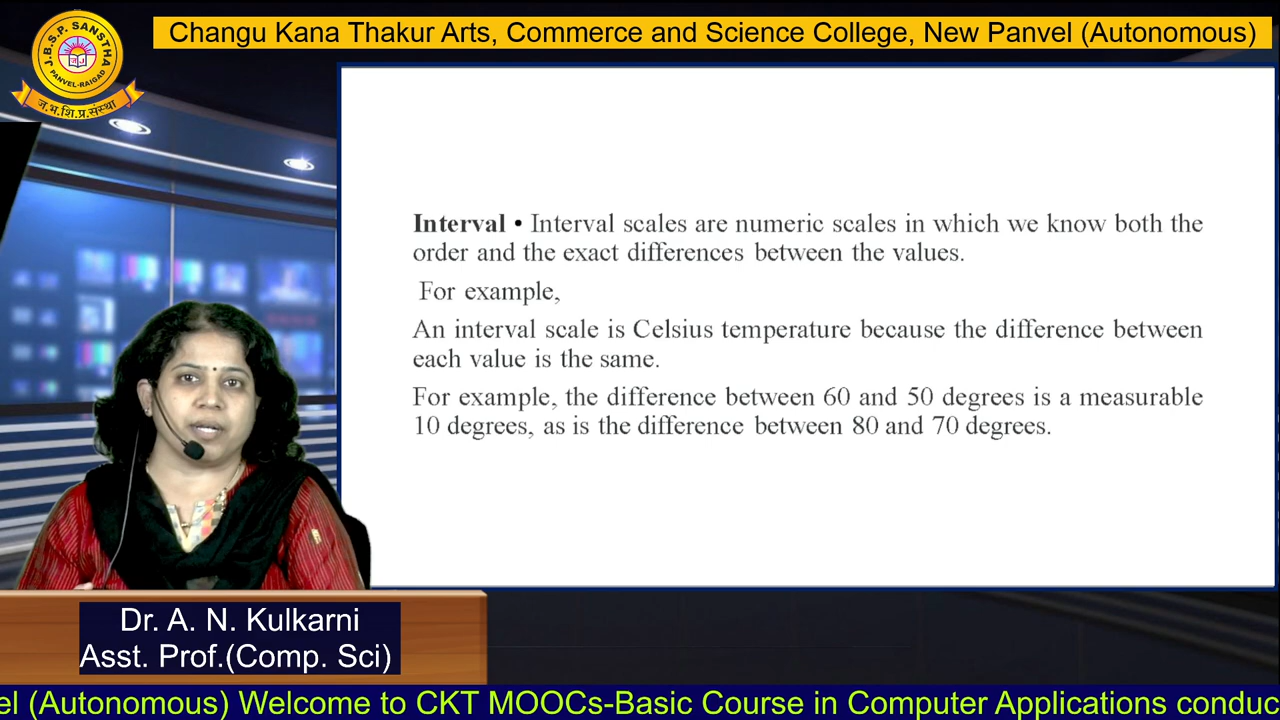 Changu Kana Thakur Arts, Commerce and Science College, New Panvel (Autonomous)
J.B.S.P. SANSTHA
PANVEL-RAIGAD
ज.भ.शि.प्र.संस्था
Interval • Interval scales are numeric scales in which we know both the
order and the exact differences between the values.
For example,
An interval scale is Celsius temperature because the difference between
each value is the same.
For example, the difference between 60 and 50 degrees is a measurable
10 degrees, as is the difference between 80 and 70 degrees.
Dr. A. N. Kulkarni
Asst. Prof.(Comp. Sci)
el (Autonomous) Welcome to CKT MOOCs-Basic Course in Computer Applications conduc